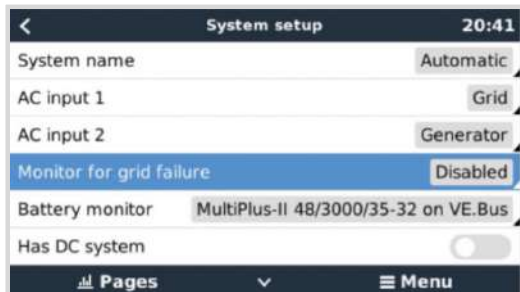 System setup 20:41
System name Automatic
AC input 1 Grid
AC input 2 Generator
Monitor for grid failure Disabled
Battery monitor MultiPlus-II 48/3000/35-32 on VE.Bus
Has DC system
Pages Menu